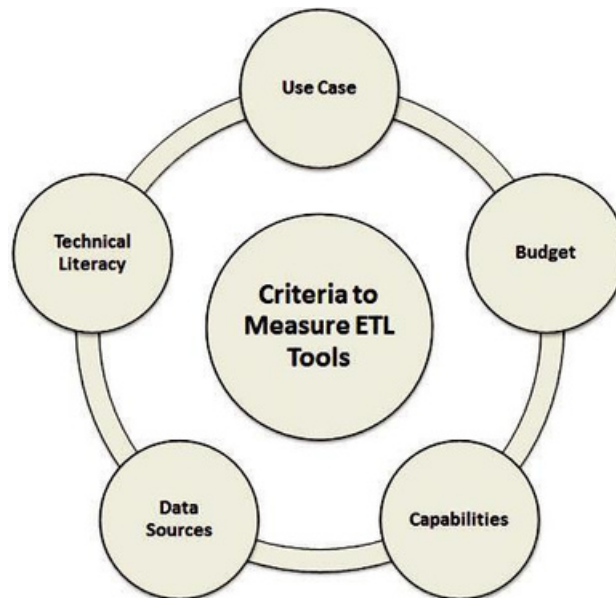 Use Case
Technical
Literacy
Budget
Criteria to
Measure ETL
Tools
Data
Sources
Capabilities